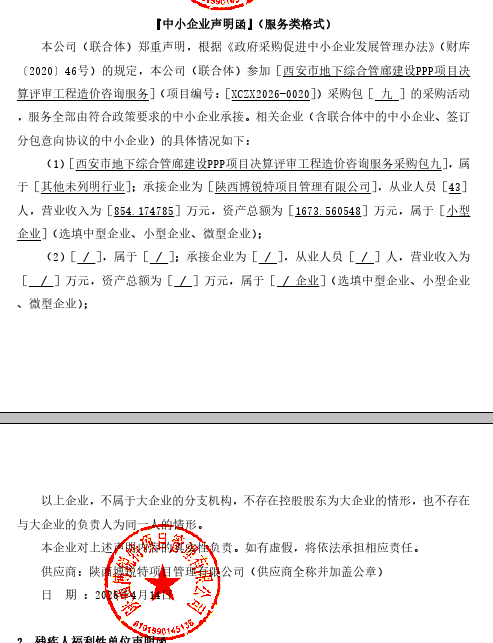 『中小企业声明函』（服务类格式）
本公司（联合体）郑重声明，根据《政府采购促进中小企业发展管理办法》（财库
〔2020〕46号）的规定，本公司（联合体）参加［西安市地下综合管廊建设PPP项目决
算评审工程造价咨询服务］（项目编号：［XCZX2026-0020］）采购包［ 九 ］的采购活动
，服务全部由符合政策要求的中小企业承接。相关企业（含联合体中的中小企业、签订
分包意向协议的中小企业）的具体情况如下：
（1）［西安市地下综合管廊建设PPP项目决算评审工程造价咨询服务采购包九］，属
于［其他未列明行业］；承接企业为［陕西博锐特项目管理有限公司］，从业人员［43］
人，营业收入为［854.174785］万元，资产总额为［1673.560548］万元，属于［小型
企业］（选填中型企业、小型企业、微型企业）；
（2）［ / ］，属于［ / ］；承接企业为［ / ］，从业人员［ / ］人，营业收入为
［ / ］万元，资产总额为［ / ］万元，属于［ / 企业］（选填中型企业、小型企业
、微型企业）；
以上企业，不属于大企业的分支机构，不存在控股股东为大企业的情形，也不存在
与大企业的负责人为同一人的情形。
本企业对上述声明内容的真实性负责。如有虚假，将依法承担相应责任。
供应商：陕西博锐特项目管理有限公司（供应商全称并加盖公章）
日 期：2026年4月14日
陕西博锐特项目管理有限公司
6101990145138
2、残疾人福利性单位声明函